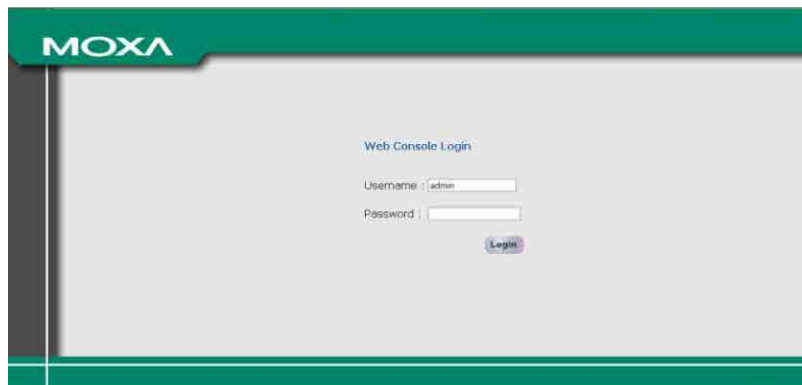 MOXA
Web Console Login
Username : admin
Password :
Login